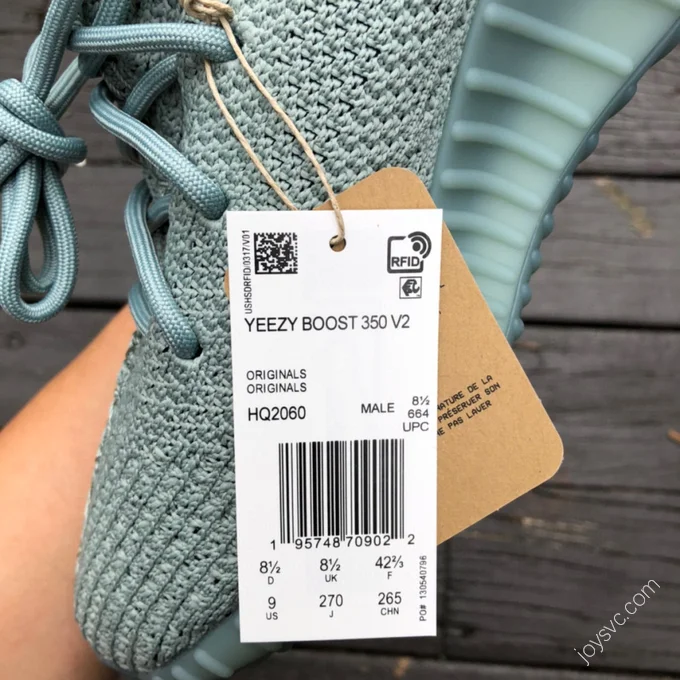 USHSDRFID/0317/V01
RFID
YEEZY BOOST 350 V2
ORIGINALS
ORIGINALS
HQ2060
MALE
8½
664
UPC
1 95748 70902 2
8½ 8½ 42⅔
D UK F
9 270 265
US J CHN
PO# 130540796
NATURE DE LA
PRÉSERVER SON
NE PAS LAVER
joysvc.com